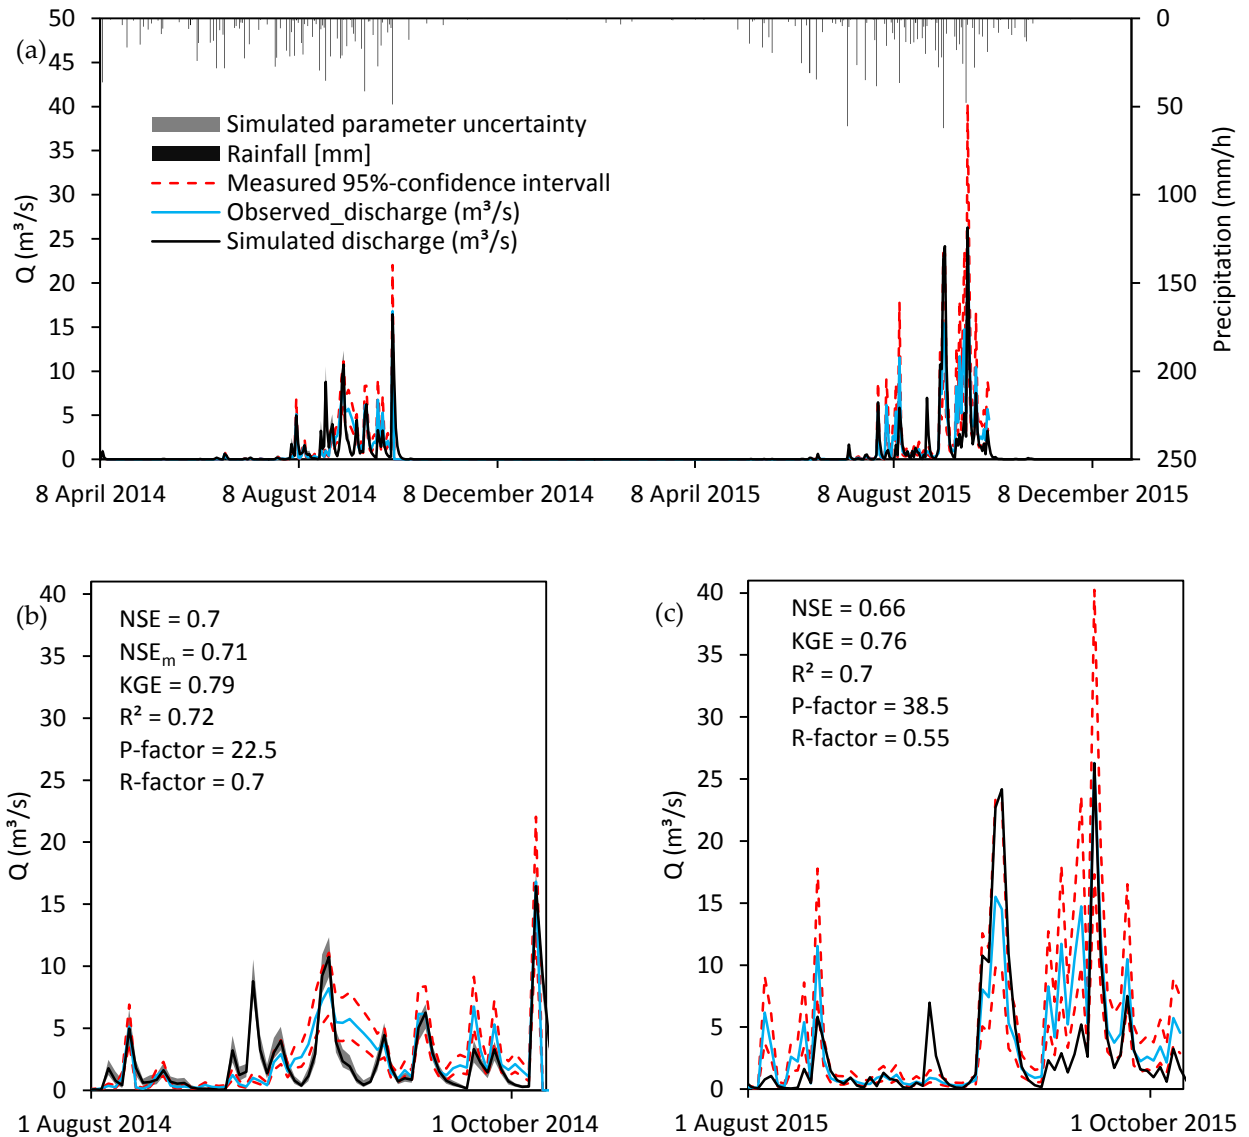 (a)
50
45
40
35
30
25
20
15
10
5
0
Q (m³/s)
0
50
100
150
200
250
Precipitation (mm/h)
Simulated parameter uncertainty
Rainfall [mm]
Measured 95%-confidence intervall
Observed_discharge (m³/s)
Simulated discharge (m³/s)
8 April 2014
8 August 2014
8 December 2014
8 April 2015
8 August 2015
8 December 2015
(b)
40
35
30
25
20
15
10
5
0
Q (m³/s)
NSE = 0.7
NSEm = 0.71
KGE = 0.79
R² = 0.72
P-factor = 22.5
R-factor = 0.7
1 August 2014
1 October 2014
(c)
40
35
30
25
20
15
10
5
0
Q (m³/s)
NSE = 0.66
KGE = 0.76
R² = 0.7
P-factor = 38.5
R-factor = 0.55
1 August 2015
1 October 2015